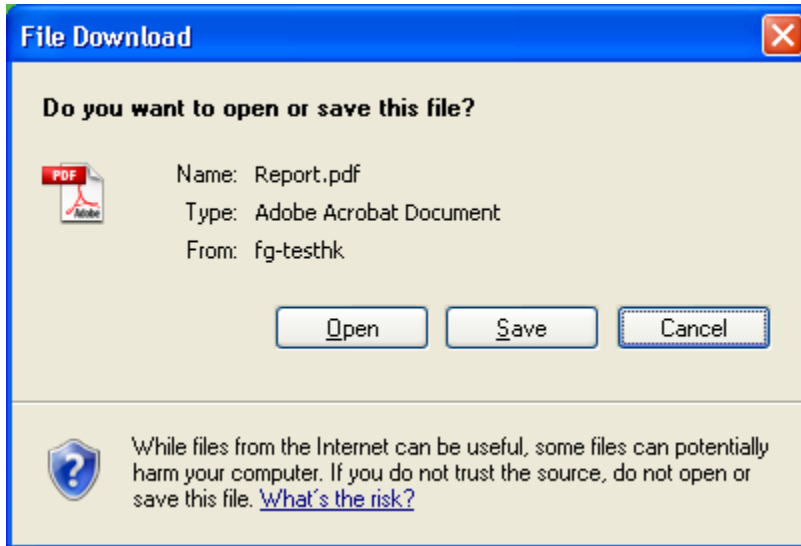 File Download
Do you want to open or save this file?
PDF
Adobe
Name: Report.pdf
Type: Adobe Acrobat Document
From: fg-testhk
Open Save Cancel
While files from the Internet can be useful, some files can potentially
harm your computer. If you do not trust the source, do not open or
save this file. What's the risk?